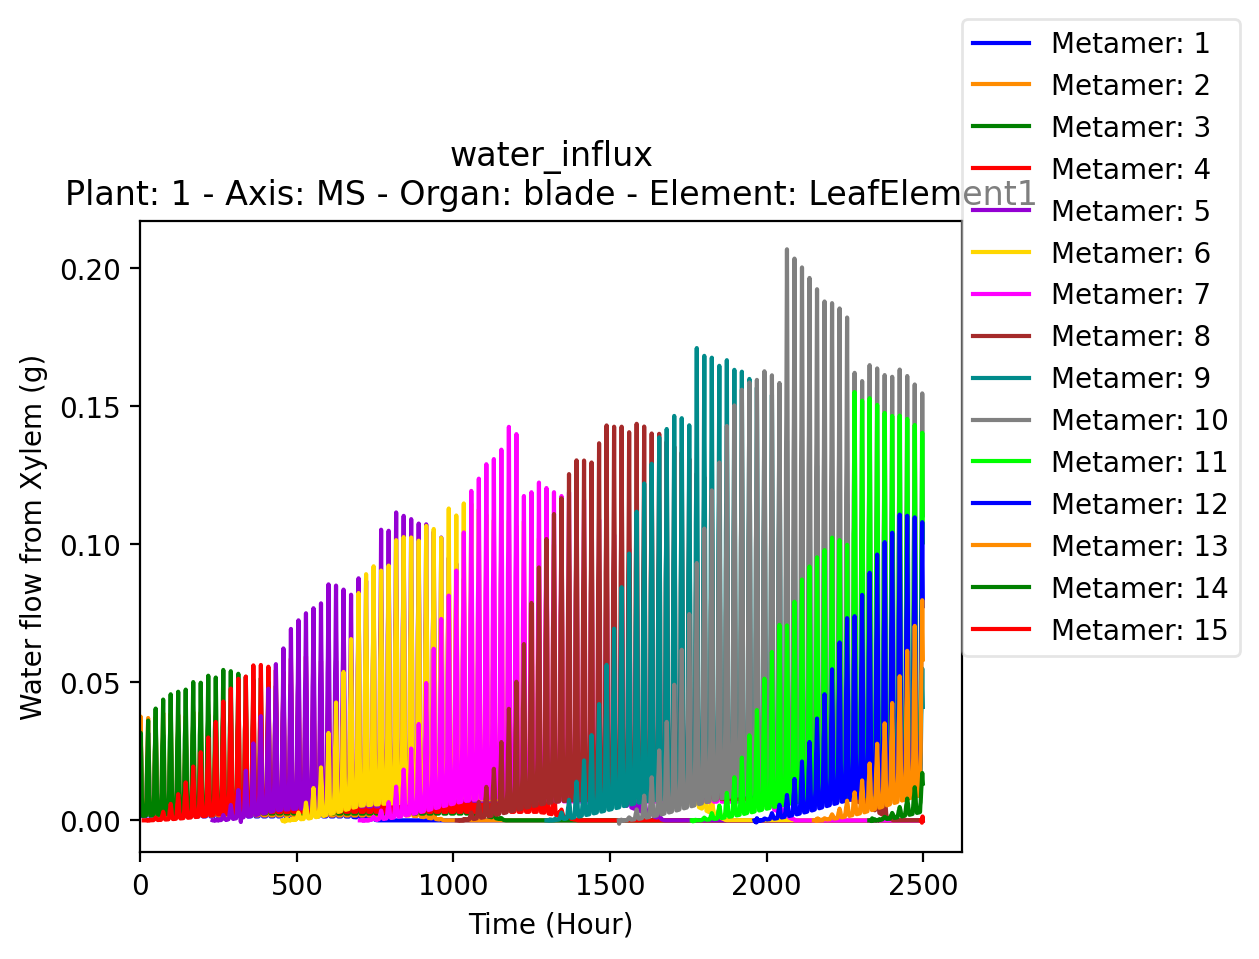 water_influx
Plant: 1 - Axis: MS - Organ: blade - Element: LeafElement1
Water flow from Xylem (g)
0.20
0.15
0.10
0.05
0.00
0 500 1000 1500 2000 2500
Time (Hour)
Metamer: 1
Metamer: 2
Metamer: 3
Metamer: 4
Metamer: 5
Metamer: 6
Metamer: 7
Metamer: 8
Metamer: 9
Metamer: 10
Metamer: 11
Metamer: 12
Metamer: 13
Metamer: 14
Metamer: 15